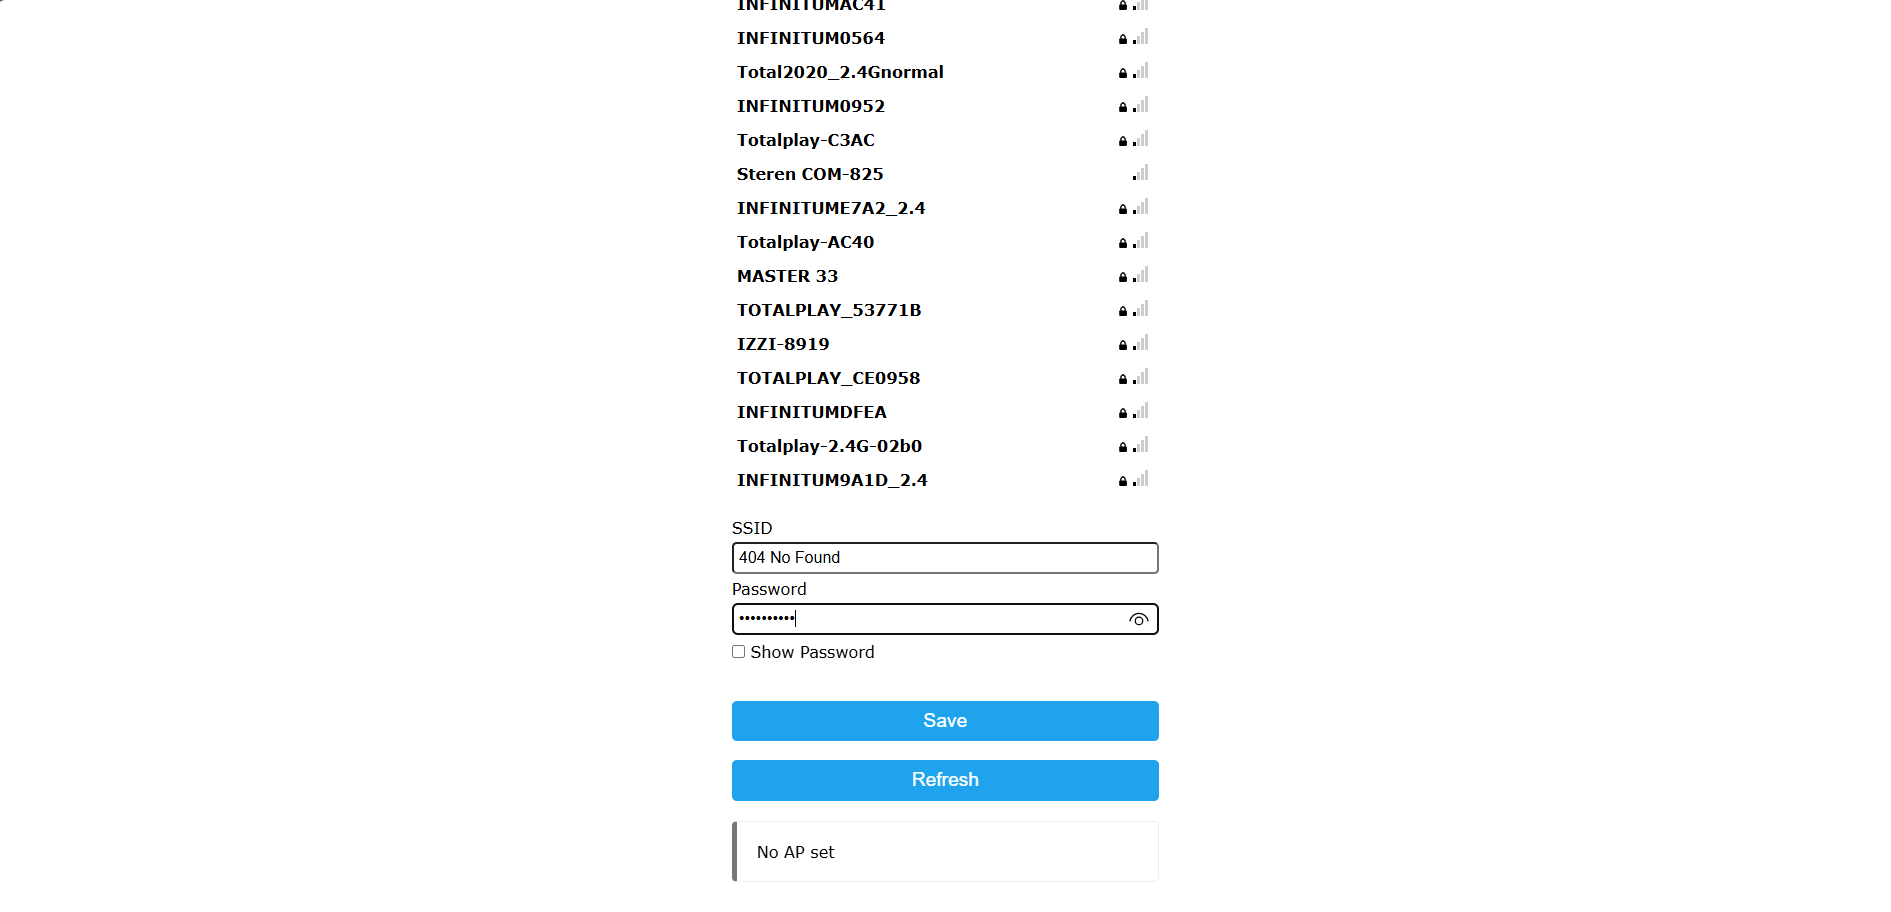 INFINITUMAC41
INFINITUM0564
Total2020_2.4Gnormal
INFINITUM0952
Totalplay-C3AC
Steren COM-825
INFINITUME7A2_2.4
Totalplay-AC40
MASTER 33
TOTALPLAY_53771B
IZZI-8919
TOTALPLAY_CE0958
INFINITUMDFEA
Totalplay-2.4G-02b0
INFINITUM9A1D_2.4
SSID
404 No Found
Password
••••••••••
Show Password
Save
Refresh
No AP set